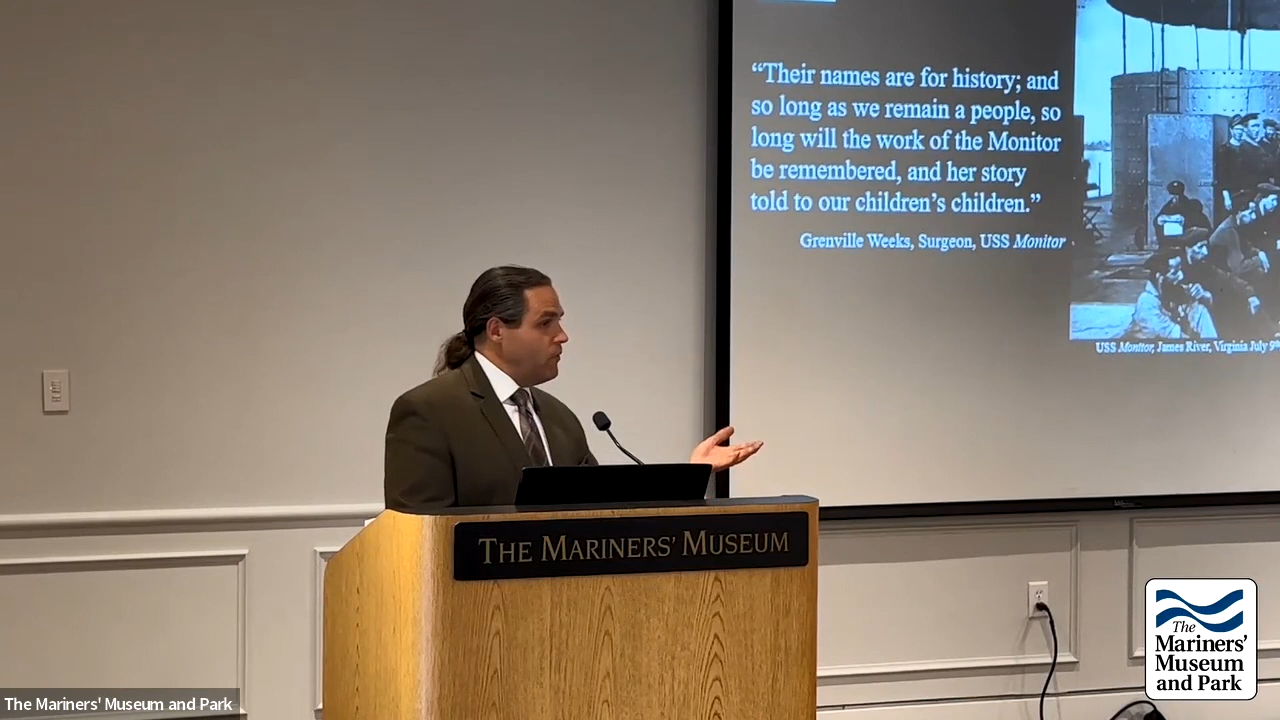 “Their names are for history; and
so long as we remain a people, so
long will the work of the Monitor
be remembered, and her story
told to our children’s children.”
Grenville Weeks, Surgeon, USS Monitor
USS Monitor, James River, Virginia July 9th
THE MARINERS’ MUSEUM
The
Mariners’
Museum
and Park
The Mariners' Museum and Park